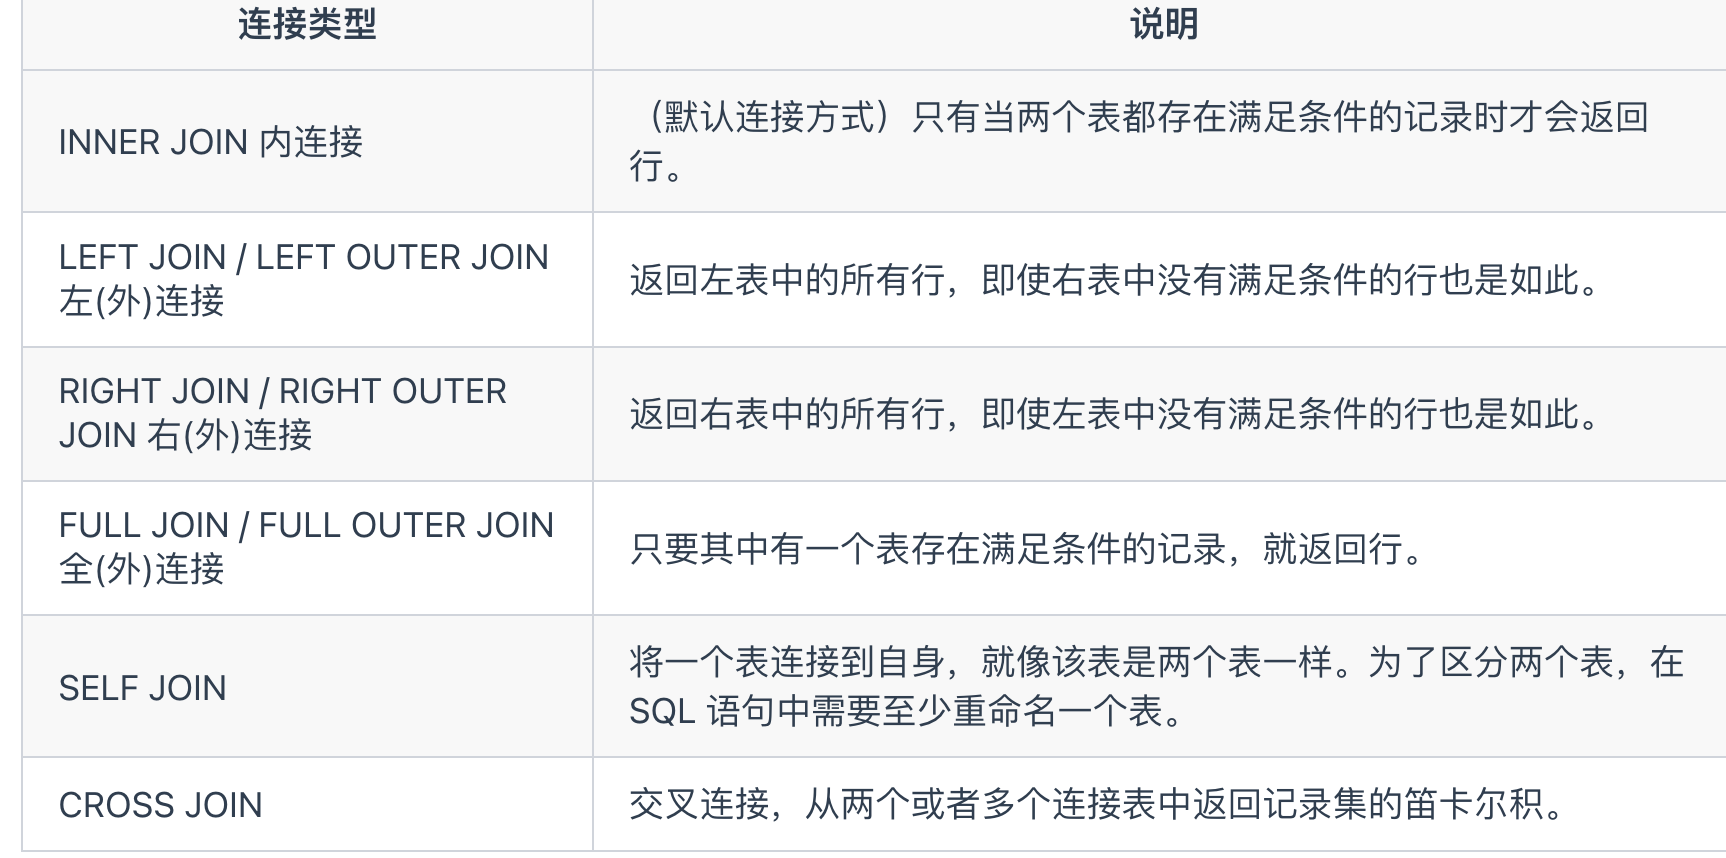 连接类型
说明
INNER JOIN 内连接
（默认连接方式）只有当两个表都存在满足条件的记录时才会返回
行。
LEFT JOIN / LEFT OUTER JOIN
左(外)连接
返回左表中的所有行，即使右表中没有满足条件的行也是如此。
RIGHT JOIN / RIGHT OUTER
JOIN 右(外)连接
返回右表中的所有行，即使左表中没有满足条件的行也是如此。
FULL JOIN / FULL OUTER JOIN
全(外)连接
只要其中有一个表存在满足条件的记录，就返回行。
SELF JOIN
将一个表连接到自身，就像该表是两个表一样。为了区分两个表，在
SQL 语句中需要至少重命名一个表。
CROSS JOIN
交叉连接，从两个或者多个连接表中返回记录集的笛卡尔积。